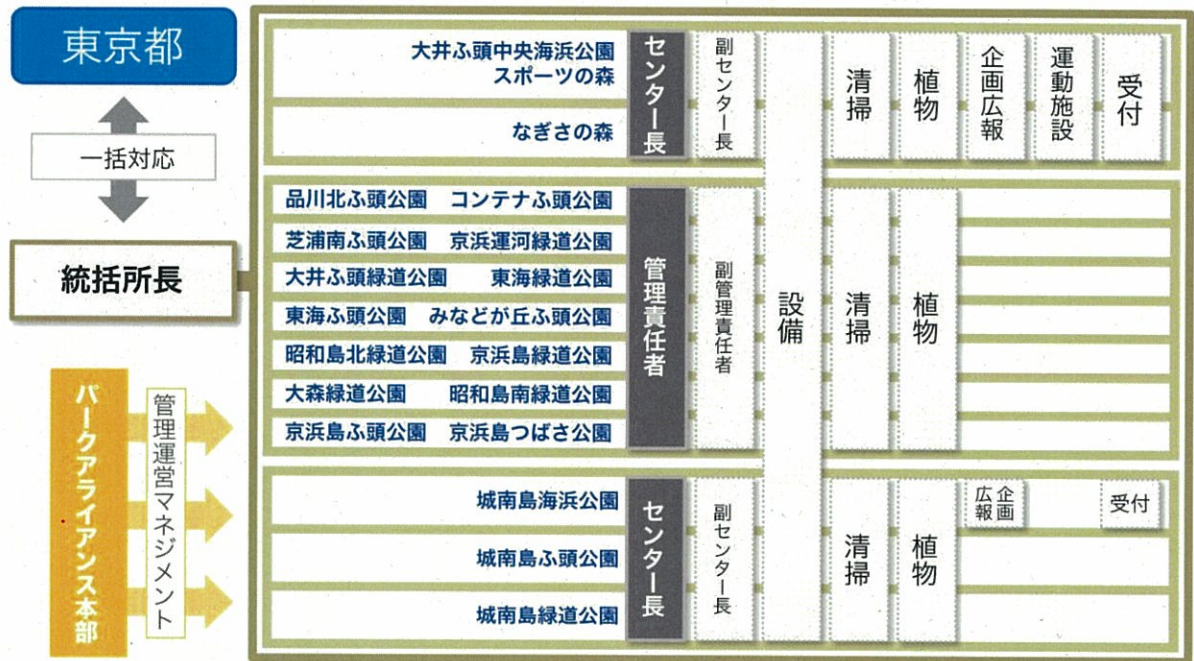 東京都
一括対応
統括所長
パークアライアンス本部
管理運営マネジメント
大井ふ頭中央海浜公園
スポーツの森
なぎさの森
センター長
副センター長
設備
清掃
植物
企画広報
運動施設
受付
品川北ふ頭公園 コンテナふ頭公園
芝浦南ふ頭公園 京浜運河緑道公園
大井ふ頭緑道公園 東海緑道公園
東海ふ頭公園 みなとが丘ふ頭公園
昭和島北緑道公園 京浜島緑道公園
大森緑道公園 昭和島南緑道公園
京浜島ふ頭公園 京浜島つばさ公園
管理責任者
副管理責任者
清掃
植物
城南島海浜公園
城南島ふ頭公園
城南島緑道公園
センター長
副センター長
清掃
植物
企画
広報
受付